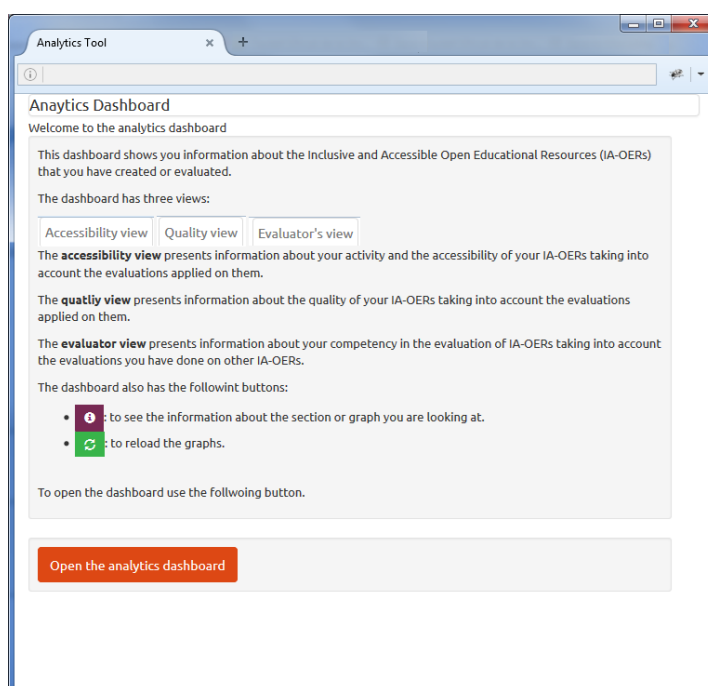 Analytics Tool
Anaytics Dashboard
Welcome to the analytics dashboard
This dashboard shows you information about the Inclusive and Accessible Open Educational Resources (IA-OERs)
that you have created or evaluated.
The dashboard has three views:
Accessibility view Quality view Evaluator's view
The accessibility view presents information about your activity and the accessibility of your IA-OERs taking into
account the evaluations applied on them.
The quatliy view presents information about the quality of your IA-OERs taking into account the evaluations
applied on them.
The evaluator view presents information about your competency in the evaluation of IA-OERs taking into account
the evaluations you have done on other IA-OERs.
The dashboard also has the followint buttons:
: to see the information about the section or graph you are looking at.
: to reload the graphs.
To open the dashboard use the follwoing button.
Open the analytics dashboard